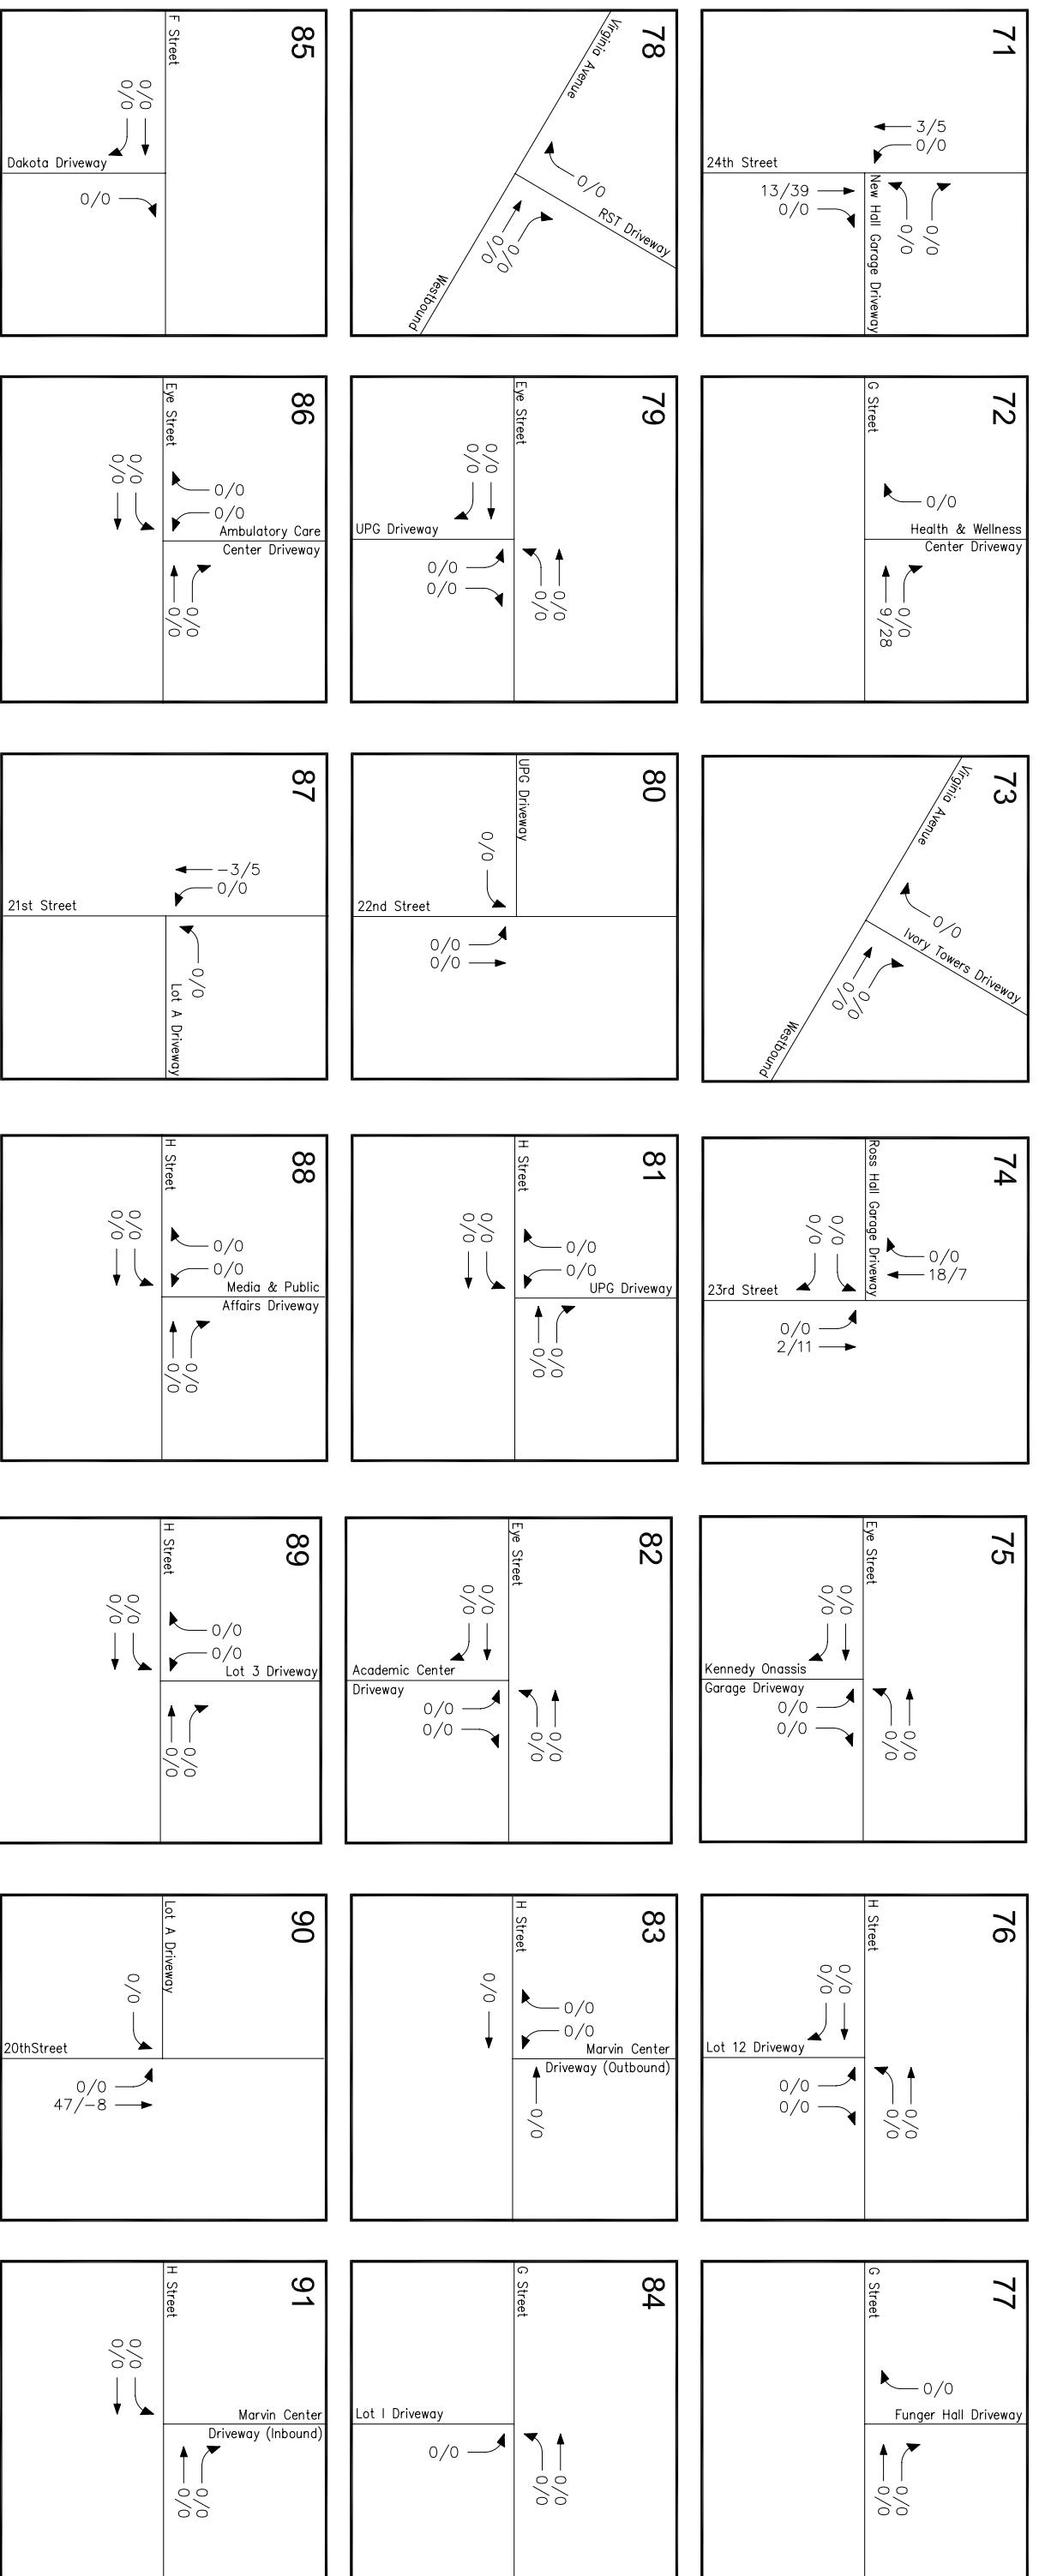 71
3/5
0/0
24th Street
13/39
0/0
New Hall Garage Driveway
0/0
0/0
72
G Street
0/0
Health & Wellness
Center Driveway
0/0
9/28
73
Virginia Avenue
0/0
Ivory Towers Driveway
0/0
0/0
Westbound
74
Ross Hall Garage Driveway
0/0
0/0
0/0
18/7
23rd Street
0/0
2/11
75
Eye Street
0/0
0/0
Kennedy Onassis
Garage Driveway
0/0
0/0
0/0
0/0
76
H Street
0/0
0/0
Lot 12 Driveway
0/0
0/0
0/0
0/0
77
G Street
0/0
Funger Hall Driveway
0/0
0/0
78
Virginia Avenue
0/0
RST Driveway
0/0
0/0
Westbound
79
Eye Street
0/0
0/0
UPG Driveway
0/0
0/0
0/0
0/0
80
UPG Driveway
0/0
22nd Street
0/0
0/0
81
H Street
0/0
0/0
0/0
0/0
UPG Driveway
0/0
0/0
82
Eye Street
0/0
0/0
Academic Center
Driveway
0/0
0/0
0/0
0/0
83
H Street
0/0
0/0
0/0
Marvin Center
Driveway (Outbound)
0/0
84
G Street
Lot I Driveway
0/0
0/0
0/0
85
F Street
0/0
0/0
Dakota Driveway
0/0
86
Eye Street
0/0
0/0
0/0
0/0
Ambulatory Care
Center Driveway
0/0
0/0
87
-3/5
0/0
21st Street
0/0
Lot A Driveway
88
H Street
0/0
0/0
0/0
0/0
Media & Public
Affairs Driveway
0/0
0/0
89
H Street
0/0
0/0
0/0
0/0
Lot 3 Driveway
0/0
0/0
90
Lot A Driveway
0/0
20thStreet
0/0
47/-8
91
H Street
0/0
0/0
Marvin Center
Driveway (Inbound)
0/0
0/0